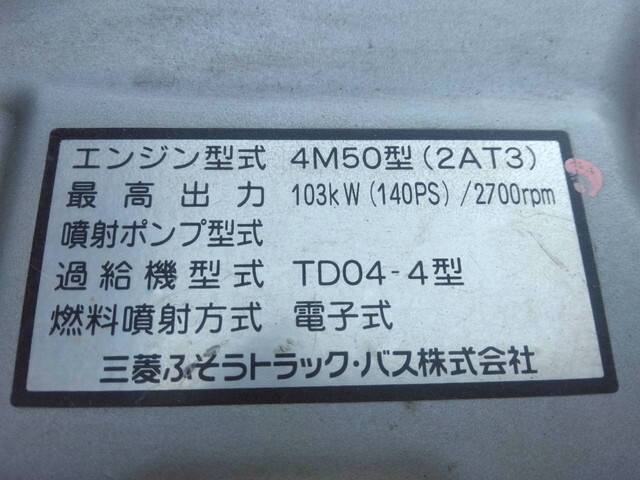 エンジン型式 4M50型(2AT3)
最高出力 103kW(140PS)/2700rpm
噴射ポンプ型式
過給機型式 TD04-4型
燃料噴射方式 電子式
三菱ふそうトラック・バス株式会社